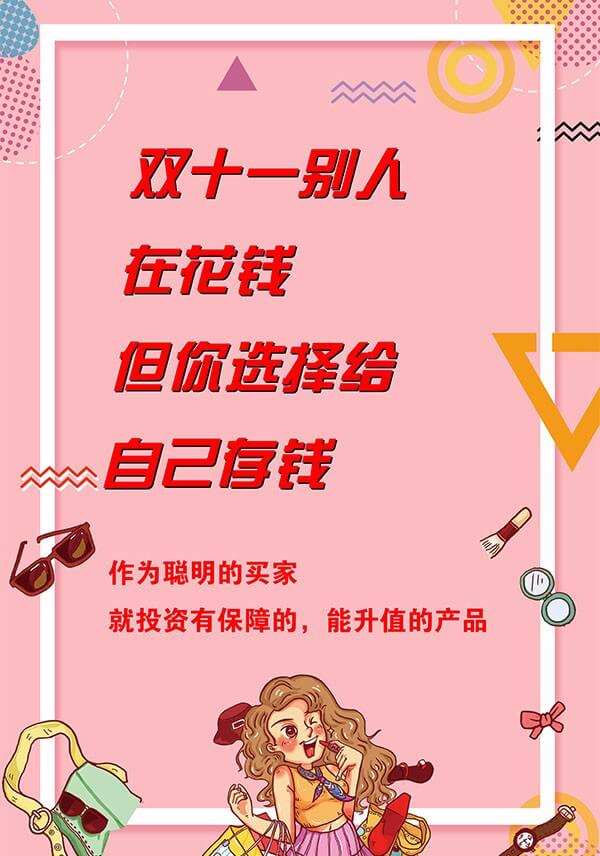 双十一别人
在花钱
但你选择给
自己存钱
作为聪明的买家
就投资有保障的，能升值的产品